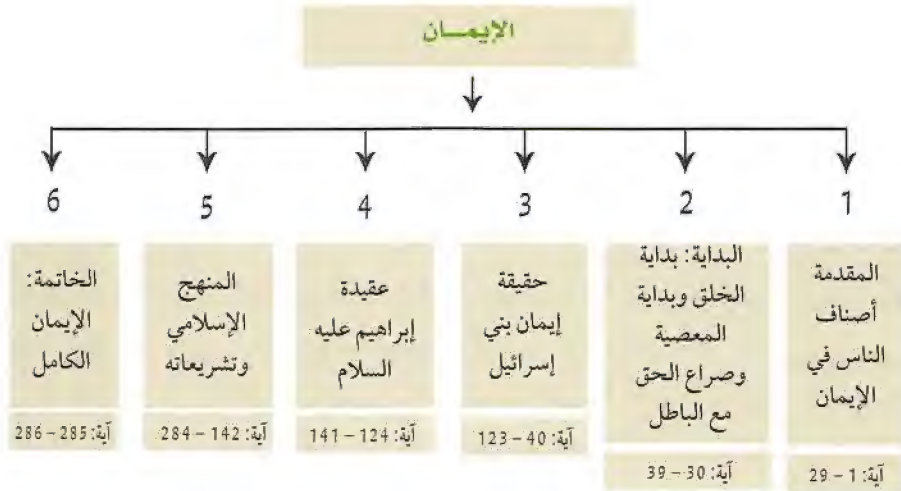 الإيمـــان
1
المقدمة
أصناف
الناس في
الإيمان
آية: 1 – 29
2
البداية: بداية
الخلق وبداية
المعصية
وصراع الحق
مع الباطل
آية: 30 – 39
3
حقيقة
إيمان بني
إسرائيل
آية: 40 – 123
4
عقيدة
إبراهيم عليه
السلام
آية: 124 – 141
5
المنهج
الإسلامي
وتشريعاته
آية: 142 – 284
6
الخاتمة:
الإيمان
الكامل
آية: 285 – 286